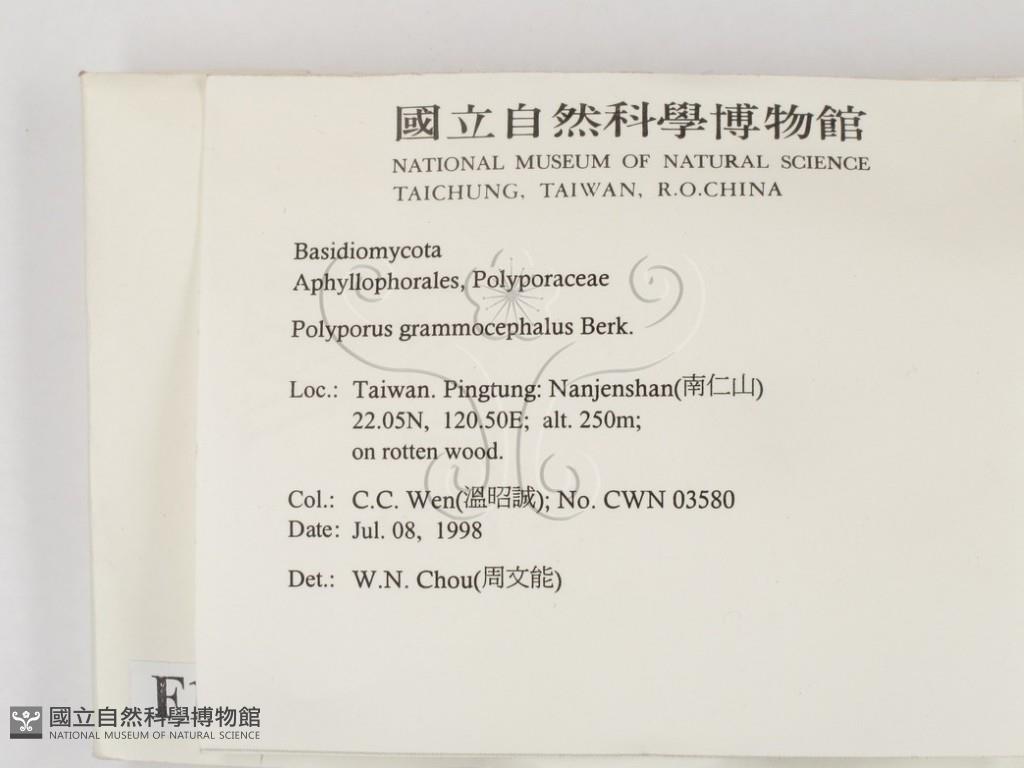 國立自然科學博物館
NATIONAL MUSEUM OF NATURAL SCIENCE
TAICHUNG, TAIWAN, R.O.CHINA
Basidiomycota
Aphyllophorales, Polyporaceae
Polyporus grammocephalus Berk.
Loc.: Taiwan. Pingtung: Nanjenshan(南仁山)
22.05N, 120.50E; alt. 250m;
on rotten wood.
Col.: C.C. Wen(溫昭誠); No. CWN 03580
Date: Jul. 08, 1998
Det.: W.N. Chou(周文能)
國立自然科學博物館
NATIONAL MUSEUM OF NATURAL SCIENCE